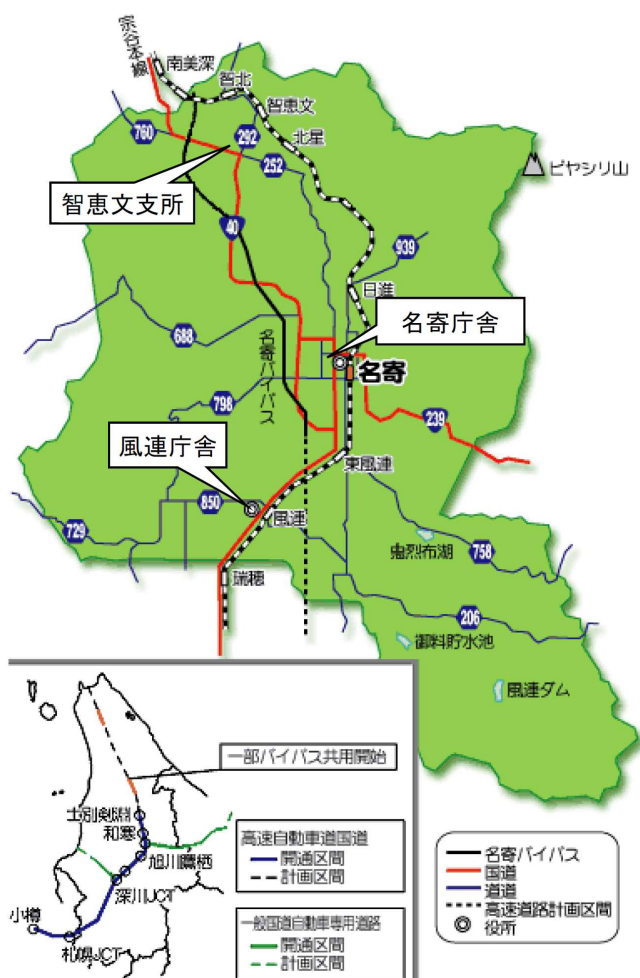 宗谷本線
南美深
智北
智恵文
北星
ピヤシリ山
760
292
252
智恵文支所
40
939
日進
名寄庁舎
688
名寄バイパス
名寄
798
239
風連庁舎
東風連
850
風連
729
鬼烈布湖
758
瑞穂
206
御料貯水池
風連ダム
一部バイパス共用開始
士別剣淵
和寒
旭川鷹栖
深川JCT
小樽
札幌JCT
高速自動車道国道
開通区間
計画区間
一般国道自動車専用道路
開通区間
計画区間
名寄バイパス
国道
道道
高速道路計画区間
役所